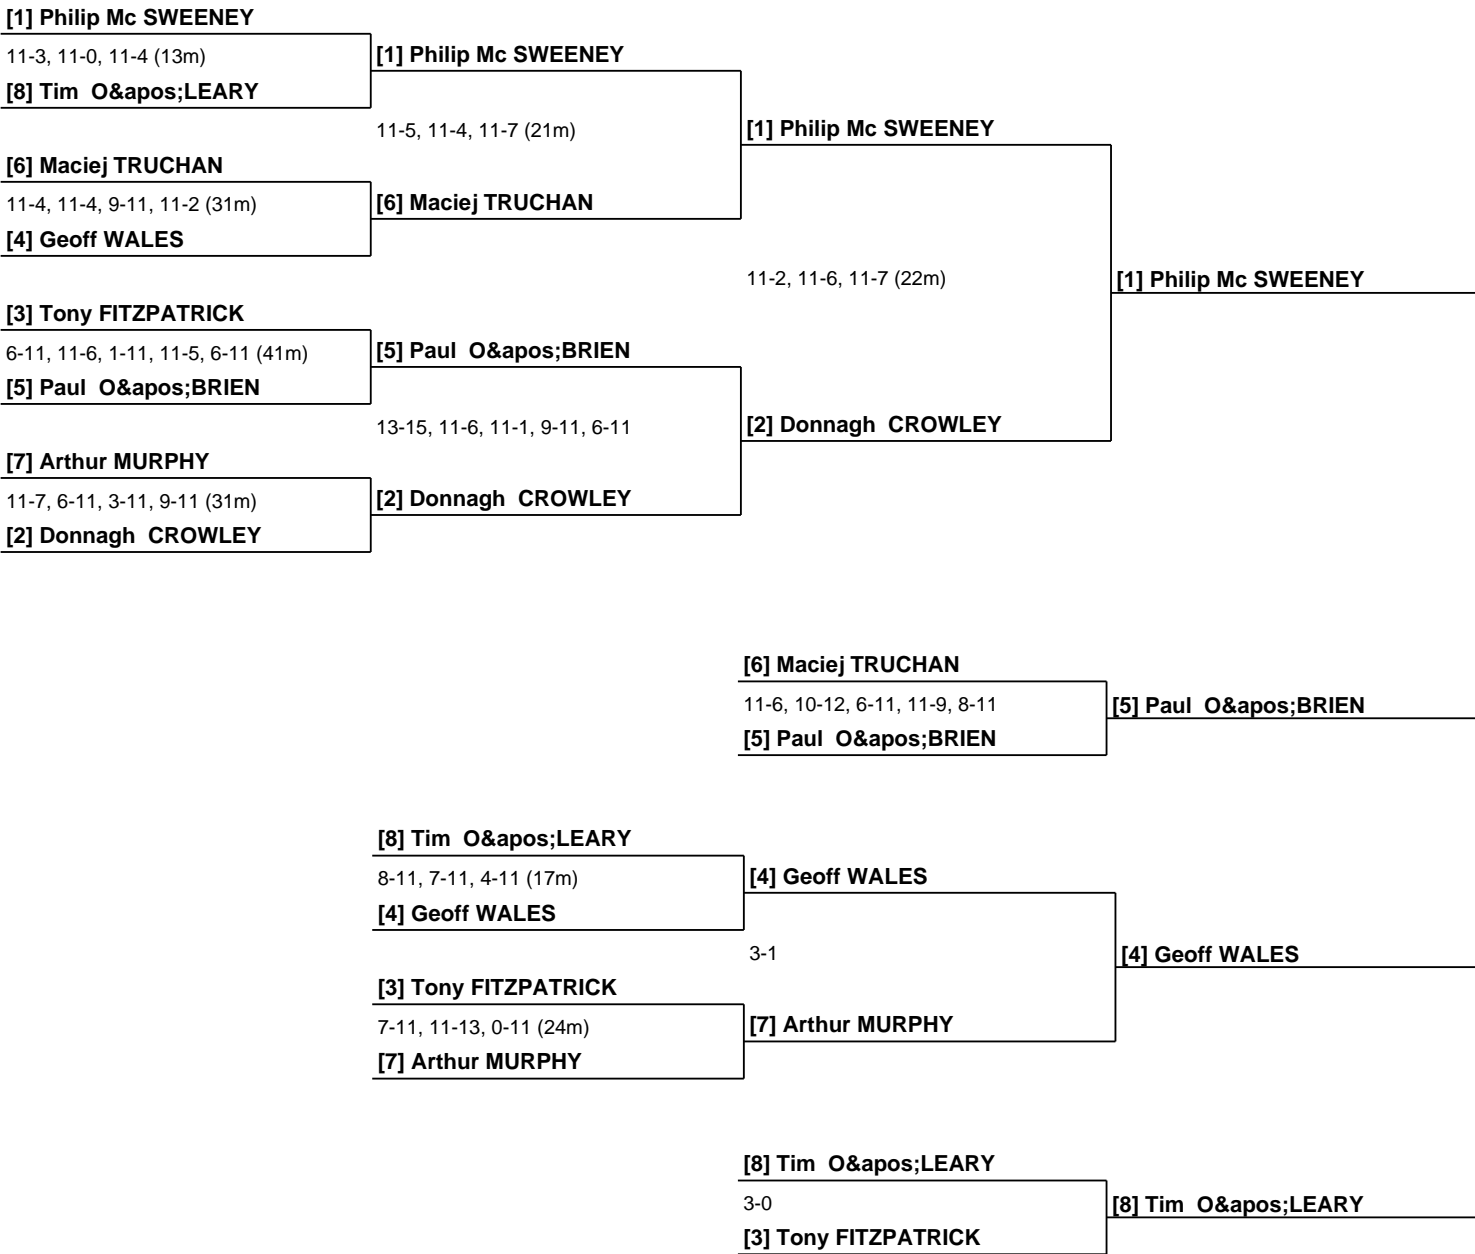 [1] Philip Mc SWEENEY
11-3, 11-0, 11-4 (13m)
[1] Philip Mc SWEENEY
[8] Tim  O&apos;LEARY
11-5, 11-4, 11-7 (21m)
[1] Philip Mc SWEENEY
[6] Maciej TRUCHAN
11-4, 11-4, 9-11, 11-2 (31m)
[6] Maciej TRUCHAN
[4] Geoff WALES
11-2, 11-6, 11-7 (22m)
[1] Philip Mc SWEENEY
[3] Tony FITZPATRICK
6-11, 11-6, 1-11, 11-5, 6-11 (41m)
[5] Paul  O&apos;BRIEN
[5] Paul  O&apos;BRIEN
13-15, 11-6, 11-1, 9-11, 6-11
[2] Donnagh  CROWLEY
[7] Arthur MURPHY
11-7, 6-11, 3-11, 9-11 (31m)
[2] Donnagh  CROWLEY
[2] Donnagh  CROWLEY
[6] Maciej TRUCHAN
11-6, 10-12, 6-11, 11-9, 8-11
[5] Paul  O&apos;BRIEN
[5] Paul  O&apos;BRIEN
[8] Tim  O&apos;LEARY
8-11, 7-11, 4-11 (17m)
[4] Geoff WALES
[4] Geoff WALES
3-1
[4] Geoff WALES
[3] Tony FITZPATRICK
7-11, 11-13, 0-11 (24m)
[7] Arthur MURPHY
[7] Arthur MURPHY
[8] Tim  O&apos;LEARY
3-0
[8] Tim  O&apos;LEARY
[3] Tony FITZPATRICK